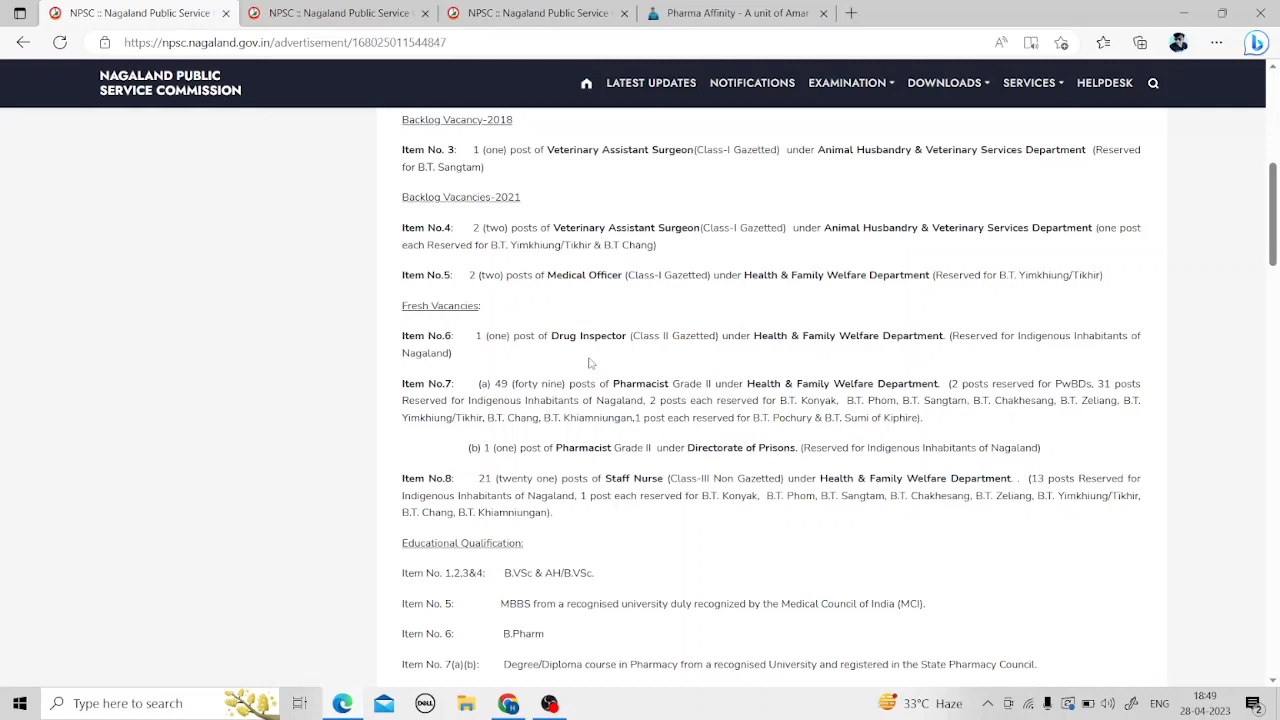 NPSC :: Nagaland Public Service C
NPSC :: Nagaland Public Service
NPSC :: Nagaland Public Service
Pharma Affinity - A unit of Amar
https://npsc.nagaland.gov.in/advertisement/168025011544847
NAGALAND PUBLIC
SERVICE COMMISSION
LATEST UPDATES NOTIFICATIONS EXAMINATION DOWNLOADS SERVICES HELPDESK
Backlog Vacancy-2018
Item No. 3: 1 (one) post of Veterinary Assistant Surgeon(Class-I Gazetted) under Animal Husbandry & Veterinary Services Department (Reserved
for B.T. Sangtam)
Backlog Vacancies-2021
Item No.4: 2 (two) posts of Veterinary Assistant Surgeon(Class-I Gazetted) under Animal Husbandry & Veterinary Services Department (one post
each Reserved for B.T. Yimkhiung/Tikhir & B.T Chang)
Item No.5: 2 (two) posts of Medical Officer (Class-I Gazetted) under Health & Family Welfare Department (Reserved for B.T. Yimkhiung/Tikhir)
Fresh Vacancies:
Item No.6: 1 (one) post of Drug Inspector (Class II Gazetted) under Health & Family Welfare Department. (Reserved for Indigenous Inhabitants of
Nagaland)
Item No.7: (a) 49 (forty nine) posts of Pharmacist Grade II under Health & Family Welfare Department. (2 posts reserved for PwBDs, 31 posts
Reserved for Indigenous Inhabitants of Nagaland, 2 posts each reserved for B.T. Konyak, B.T. Phom, B.T. Sangtam, B.T. Chakhesang, B.T. Zeliang, B.T.
Yimkhiung/Tikhir, B.T. Chang, B.T. Khiamniungan,1 post each reserved for B.T. Pochury & B.T. Sumi of Kiphire).
(b) 1 (one) post of Pharmacist Grade II under Directorate of Prisons. (Reserved for Indigenous Inhabitants of Nagaland)
Item No.8: 21 (twenty one) posts of Staff Nurse (Class-III Non Gazetted) under Health & Family Welfare Department. . (13 posts Reserved for
Indigenous Inhabitants of Nagaland, 1 post each reserved for B.T. Konyak, B.T. Phom, B.T. Sangtam, B.T. Chakhesang, B.T. Zeliang, B.T. Yimkhiung/Tikhir,
B.T. Chang, B.T. Khiamniungan).
Educational Qualification:
Item No. 1,2,3&4: B.VSc & AH/B.VSc.
Item No. 5: MBBS from a recognised university duly recognized by the Medical Council of India (MCI).
Item No. 6: B.Pharm
Item No. 7(a)(b): Degree/Diploma course in Pharmacy from a recognised University and registered in the State Pharmacy Council.
Type here to search
DELL
33°C Haze
ENG
18:49
28-04-2023
2